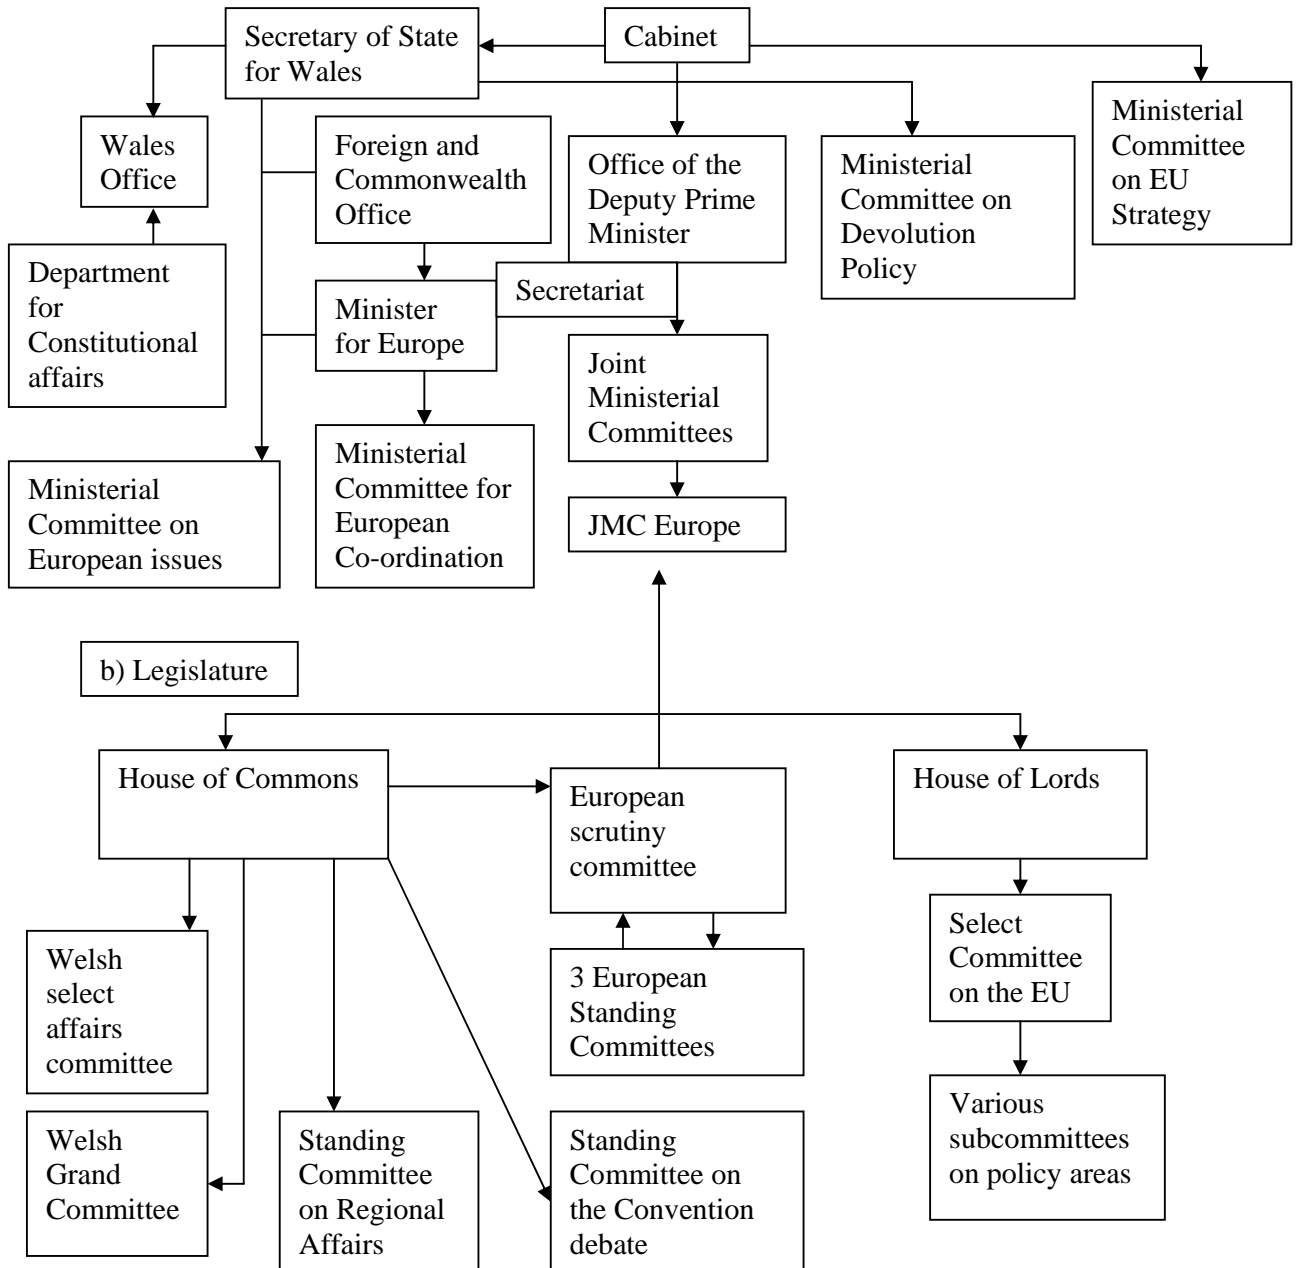 Secretary of State
for Wales
Cabinet
Wales
Office
Foreign and
Commonwealth
Office
Office of the
Deputy Prime
Minister
Ministerial
Committee on
Devolution
Policy
Ministerial
Committee
on EU
Strategy
Department
for
Constitutional
affairs
Minister
for Europe
Secretariat
Joint
Ministerial
Committees
Ministerial
Committee on
European issues
Ministerial
Committee for
European
Co-ordination
JMC Europe
b) Legislature
House of Commons
European
scrutiny
committee
House of Lords
Welsh
select
affairs
committee
3 European
Standing
Committees
Select
Committee
on the EU
Welsh
Grand
Committee
Standing
Committee
on Regional
Affairs
Standing
Committee on
the Convention
debate
Various
subcommittees
on policy areas